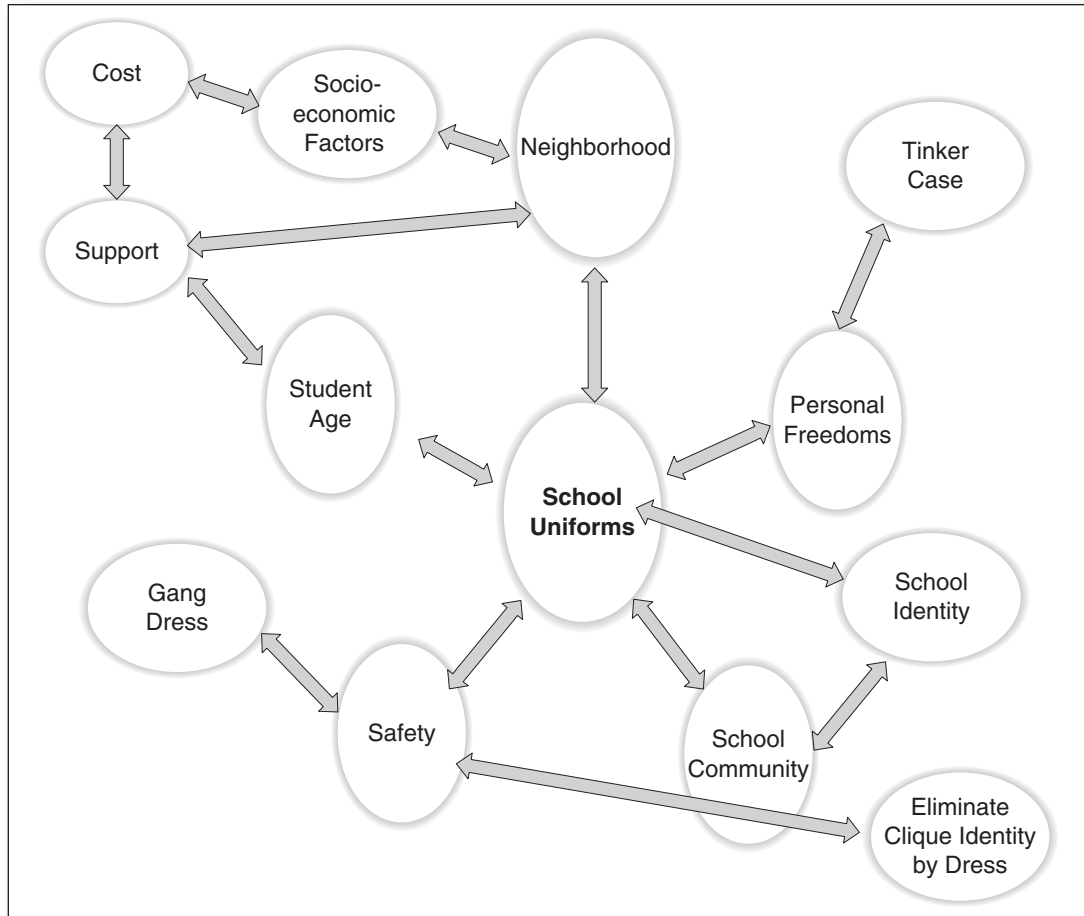 Cost
Socio-
economic
Factors
Neighborhood
Tinker
Case
Support
Student
Age
Personal
Freedoms
School
Uniforms
Gang
Dress
School
Identity
Safety
School
Community
Eliminate
Clique Identity
by Dress